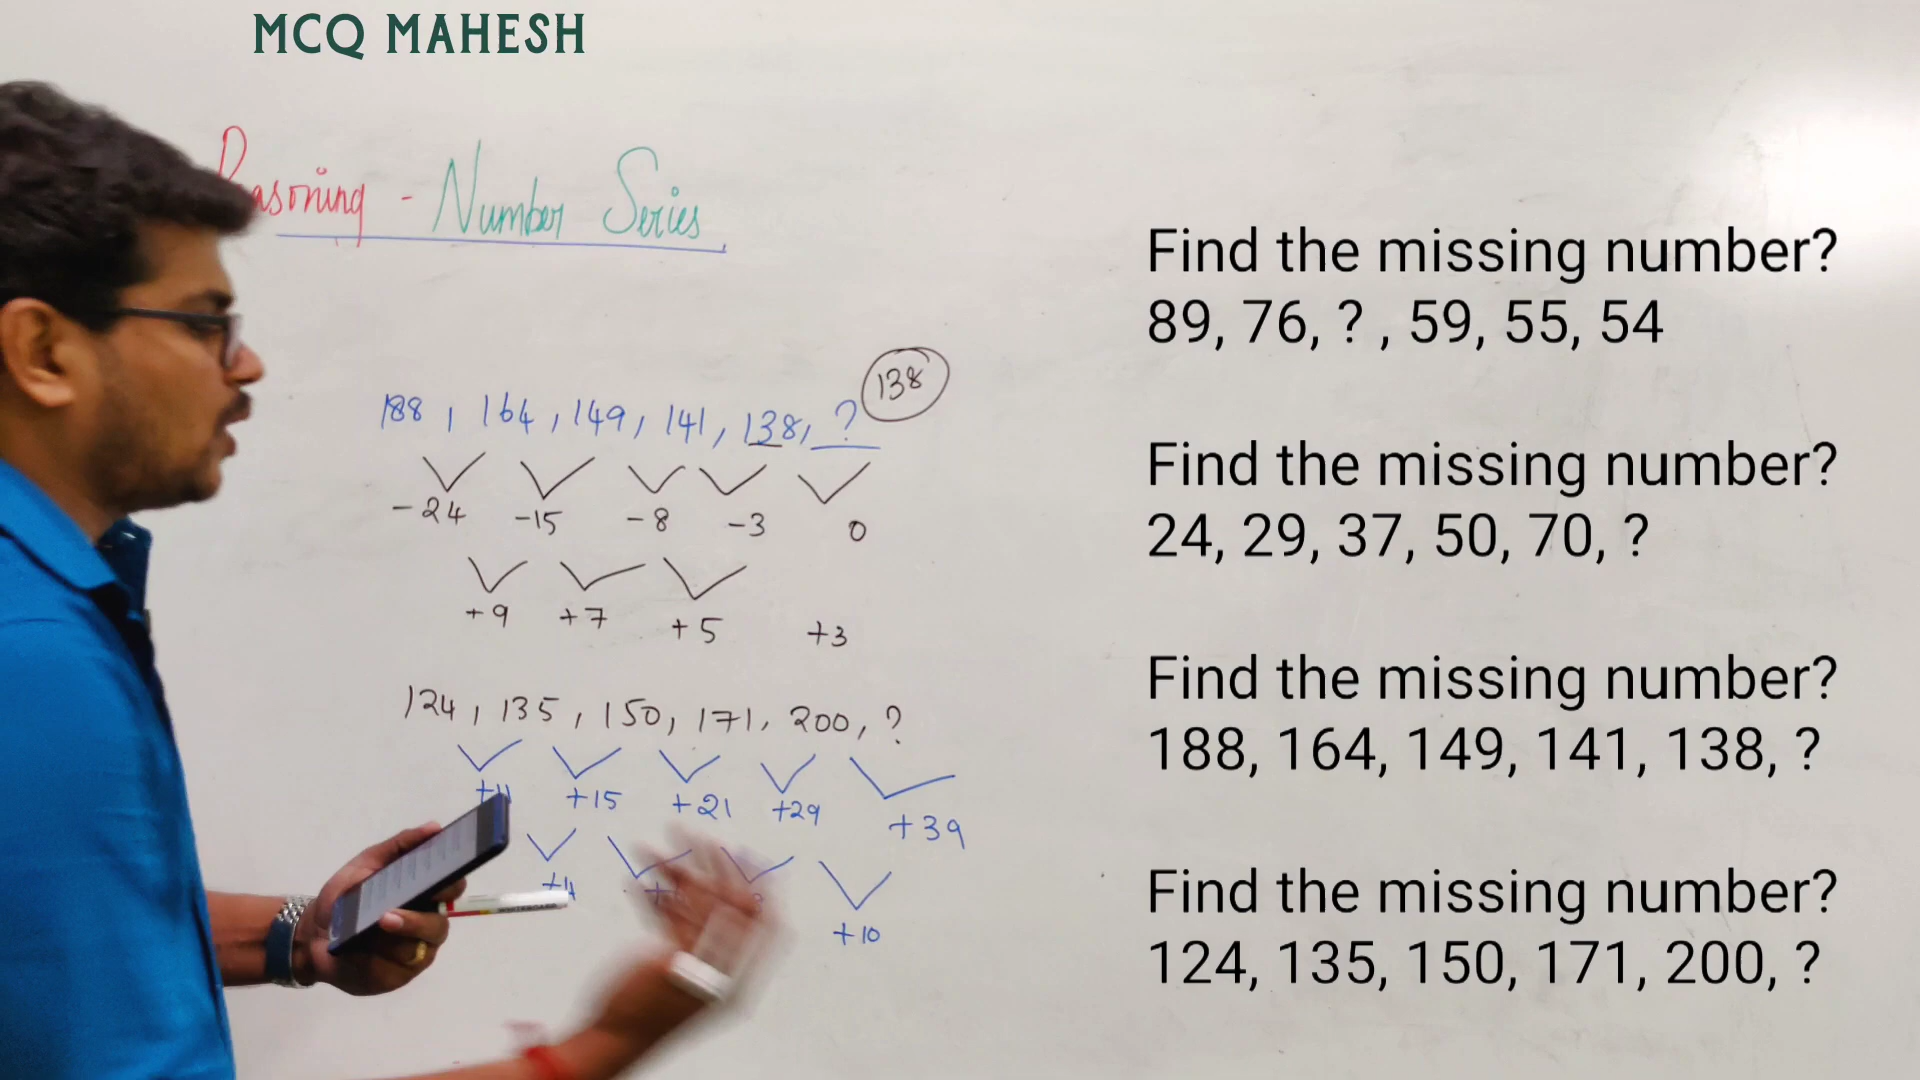 MCQ MAHESH
Reasoning - Number Series
188, 164, 149, 141, 138, ? 138
-24 -15 -8 -3 0
+9 +7 +5 +3
124, 135, 150, 171, 200, ?
+11 +15 +21 +29 +39
+4 +10
Find the missing number?
89, 76, ? , 59, 55, 54
Find the missing number?
24, 29, 37, 50, 70, ?
Find the missing number?
188, 164, 149, 141, 138, ?
Find the missing number?
124, 135, 150, 171, 200, ?